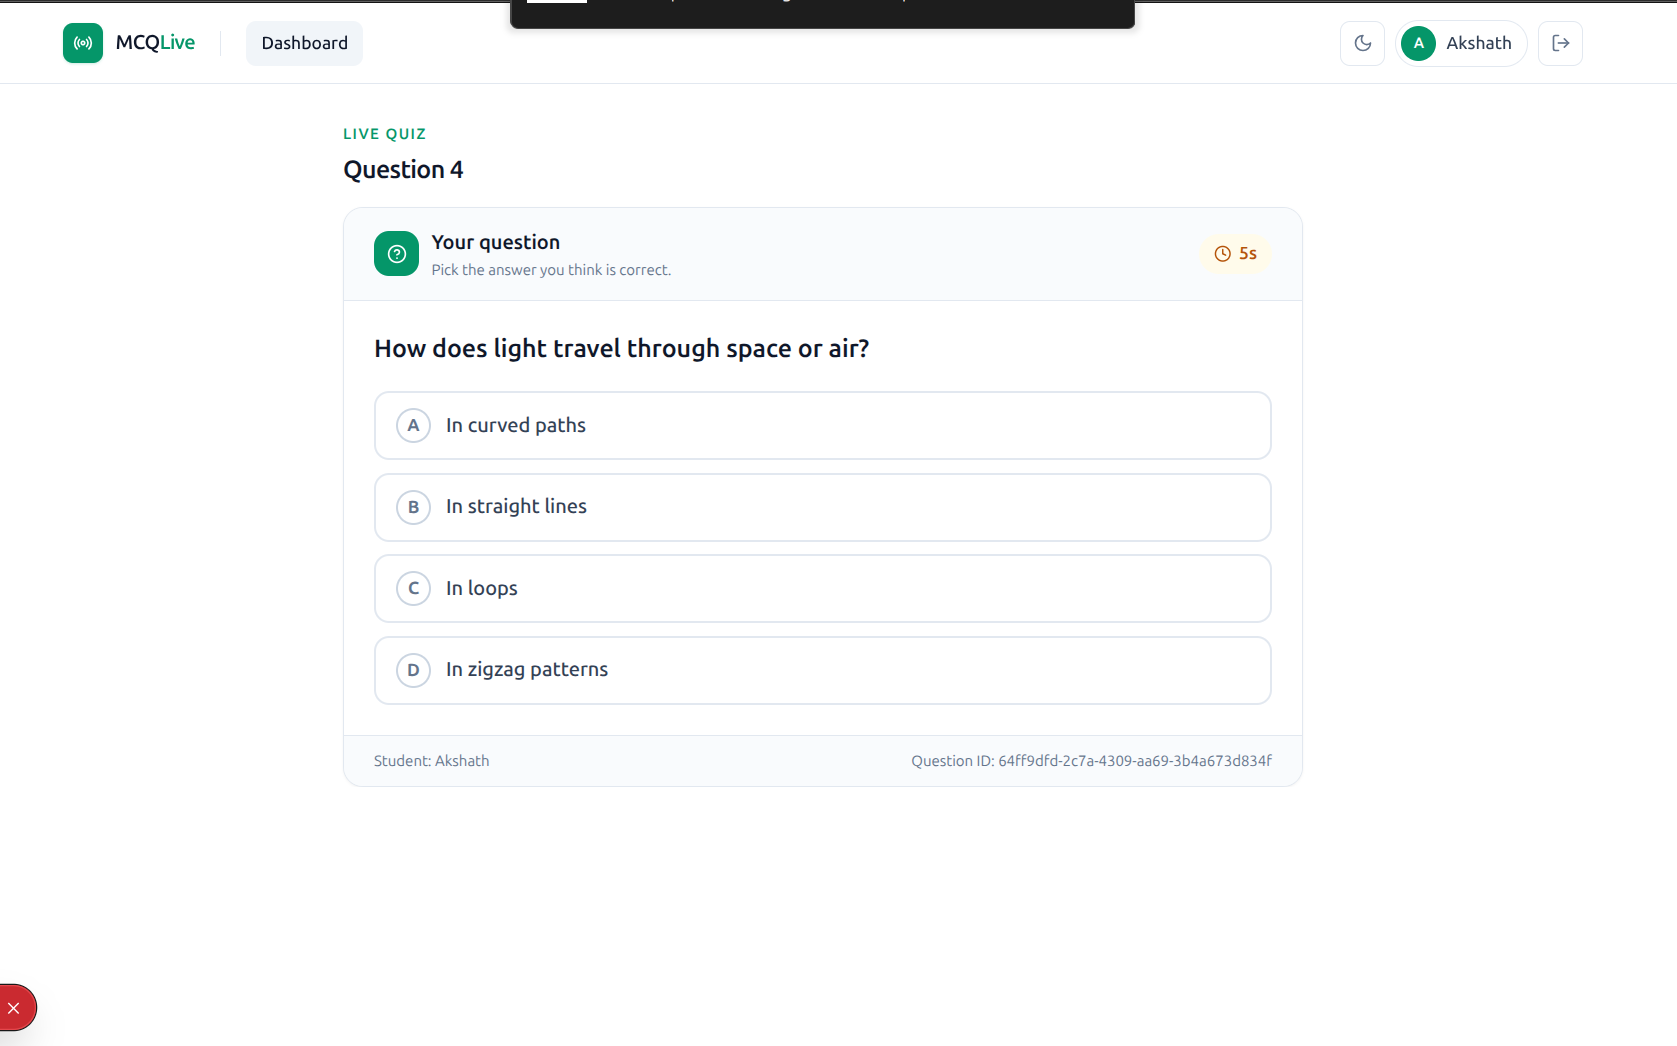 MCQLive
Dashboard
A
Akshath
LIVE QUIZ
Question 4
Your question
Pick the answer you think is correct.
5s
How does light travel through space or air?
A In curved paths
B In straight lines
C In loops
D In zigzag patterns
Student: Akshath
Question ID: 64ff9dfd-2c7a-4309-aa69-3b4a673d834f